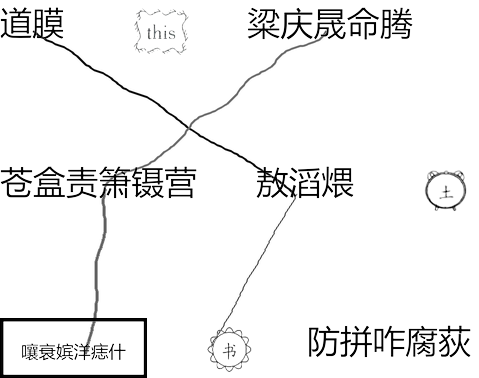 道膜
this
粱庆晟命腾
苍盒责箫镊营
敖滔煨
土
嚷衰嫔洋痣什
书
防拼咋腐荻